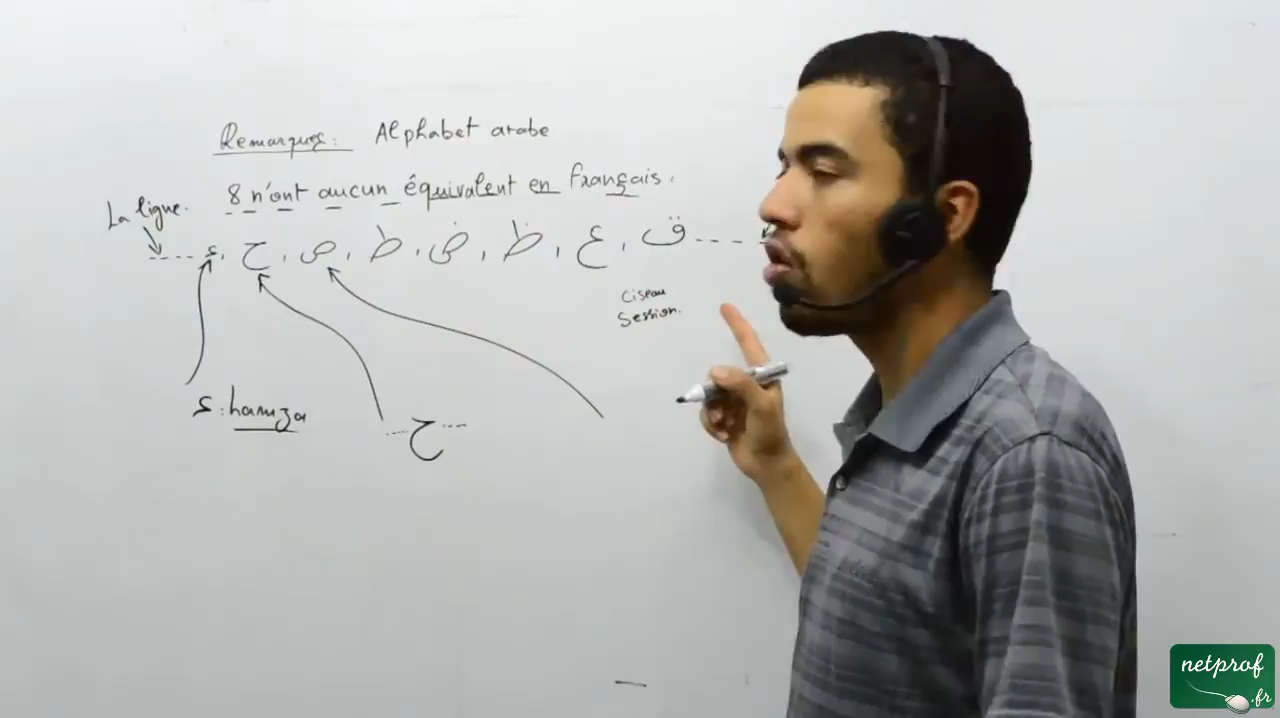 Remarques: Alphabet arabe
8 n'ont aucun équivalent en français.
La ligne.
ء, ح, ص, ط, ض, ظ, ع, ق
Ciseau
Session.
ء: hamza
ح
netprof
.fr